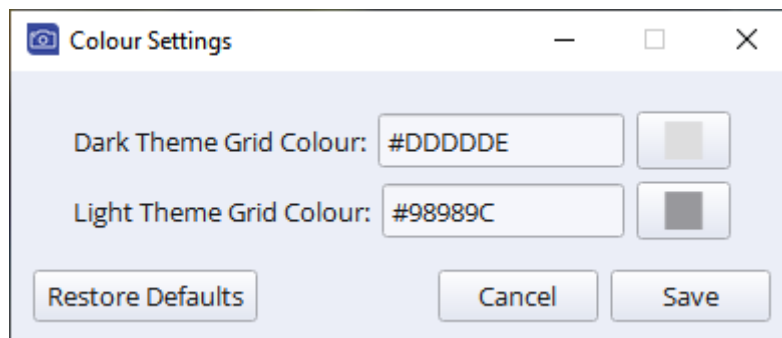 Colour Settings
Dark Theme Grid Colour: #DDDDDE
Light Theme Grid Colour: #98989C
Restore Defaults Cancel Save